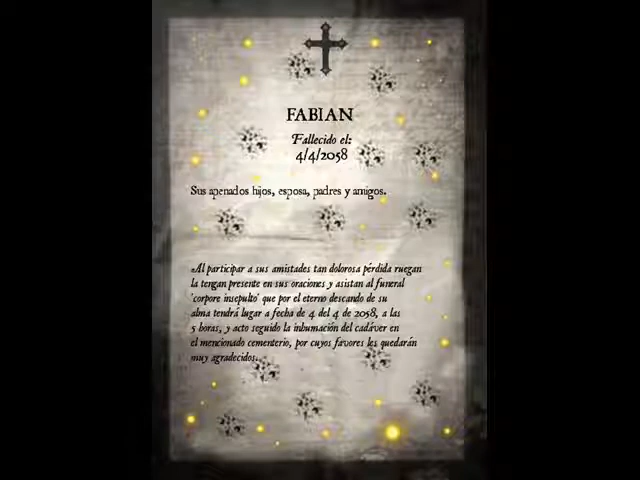 FABIAN
Fallecido el:
4/4/2058
Sus apenados hijos, esposa, padres y amigos.
Al participar a sus amistades tan dolorosa pérdida ruegan
la tengan presente en sus oraciones y asistan al funeral
'corpore insepulto' que por el eterno descando de su
alma tendrá lugar a fecha de 4 del 4 de 2058, a las
5 horas, y acto seguido la inhumación del cadáver en
el mencionado cementerio, por cuyos favores les quedarán
muy agradecidos.